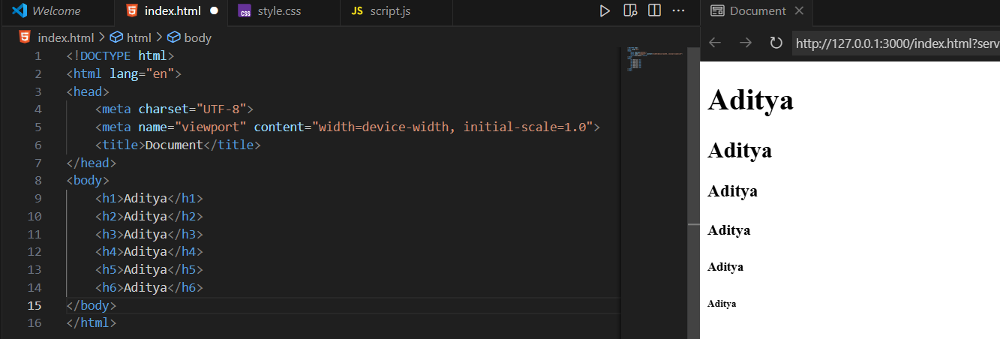 Welcome index.html style.css JS script.js
index.html > html > body
1 <!DOCTYPE html>
2 <html lang="en">
3 <head>
4 <meta charset="UTF-8">
5 <meta name="viewport" content="width=device-width, initial-scale=1.0">
6 <title>Document</title>
7 </head>
8 <body>
9 <h1>Aditya</h1>
10 <h2>Aditya</h2>
11 <h3>Aditya</h3>
12 <h4>Aditya</h4>
13 <h5>Aditya</h5>
14 <h6>Aditya</h6>
15 </body>
16 </html>
Document
http://127.0.0.1:3000/index.html?serv
Aditya
Aditya
Aditya
Aditya
Aditya
Aditya